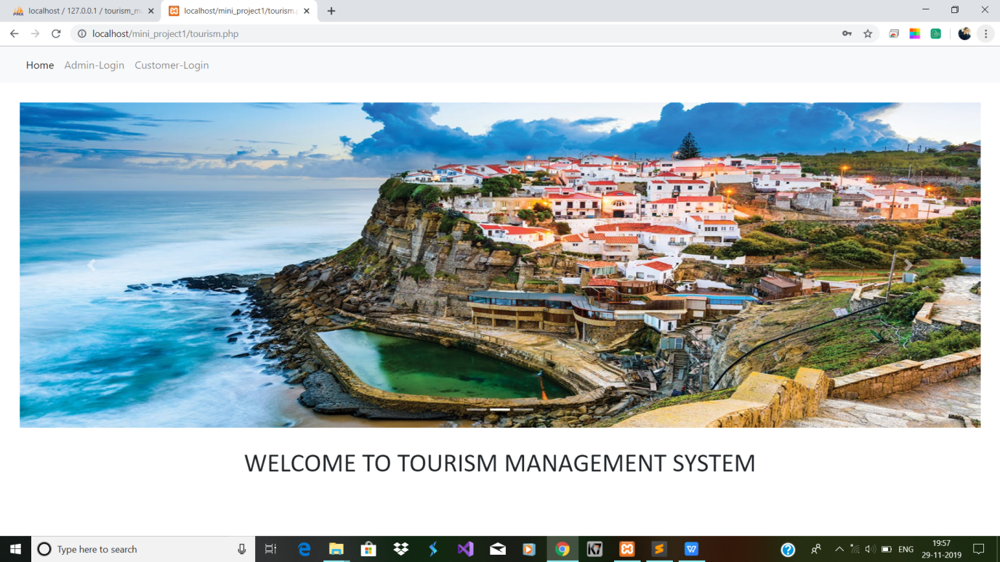 localhost / 127.0.0.1 / tourism_m
localhost/mini_project1/tourism.
localhost/mini_project1/tourism.php
Home Admin-Login Customer-Login
WELCOME TO TOURISM MANAGEMENT SYSTEM
Type here to search
ENG
19:57
29-11-2019